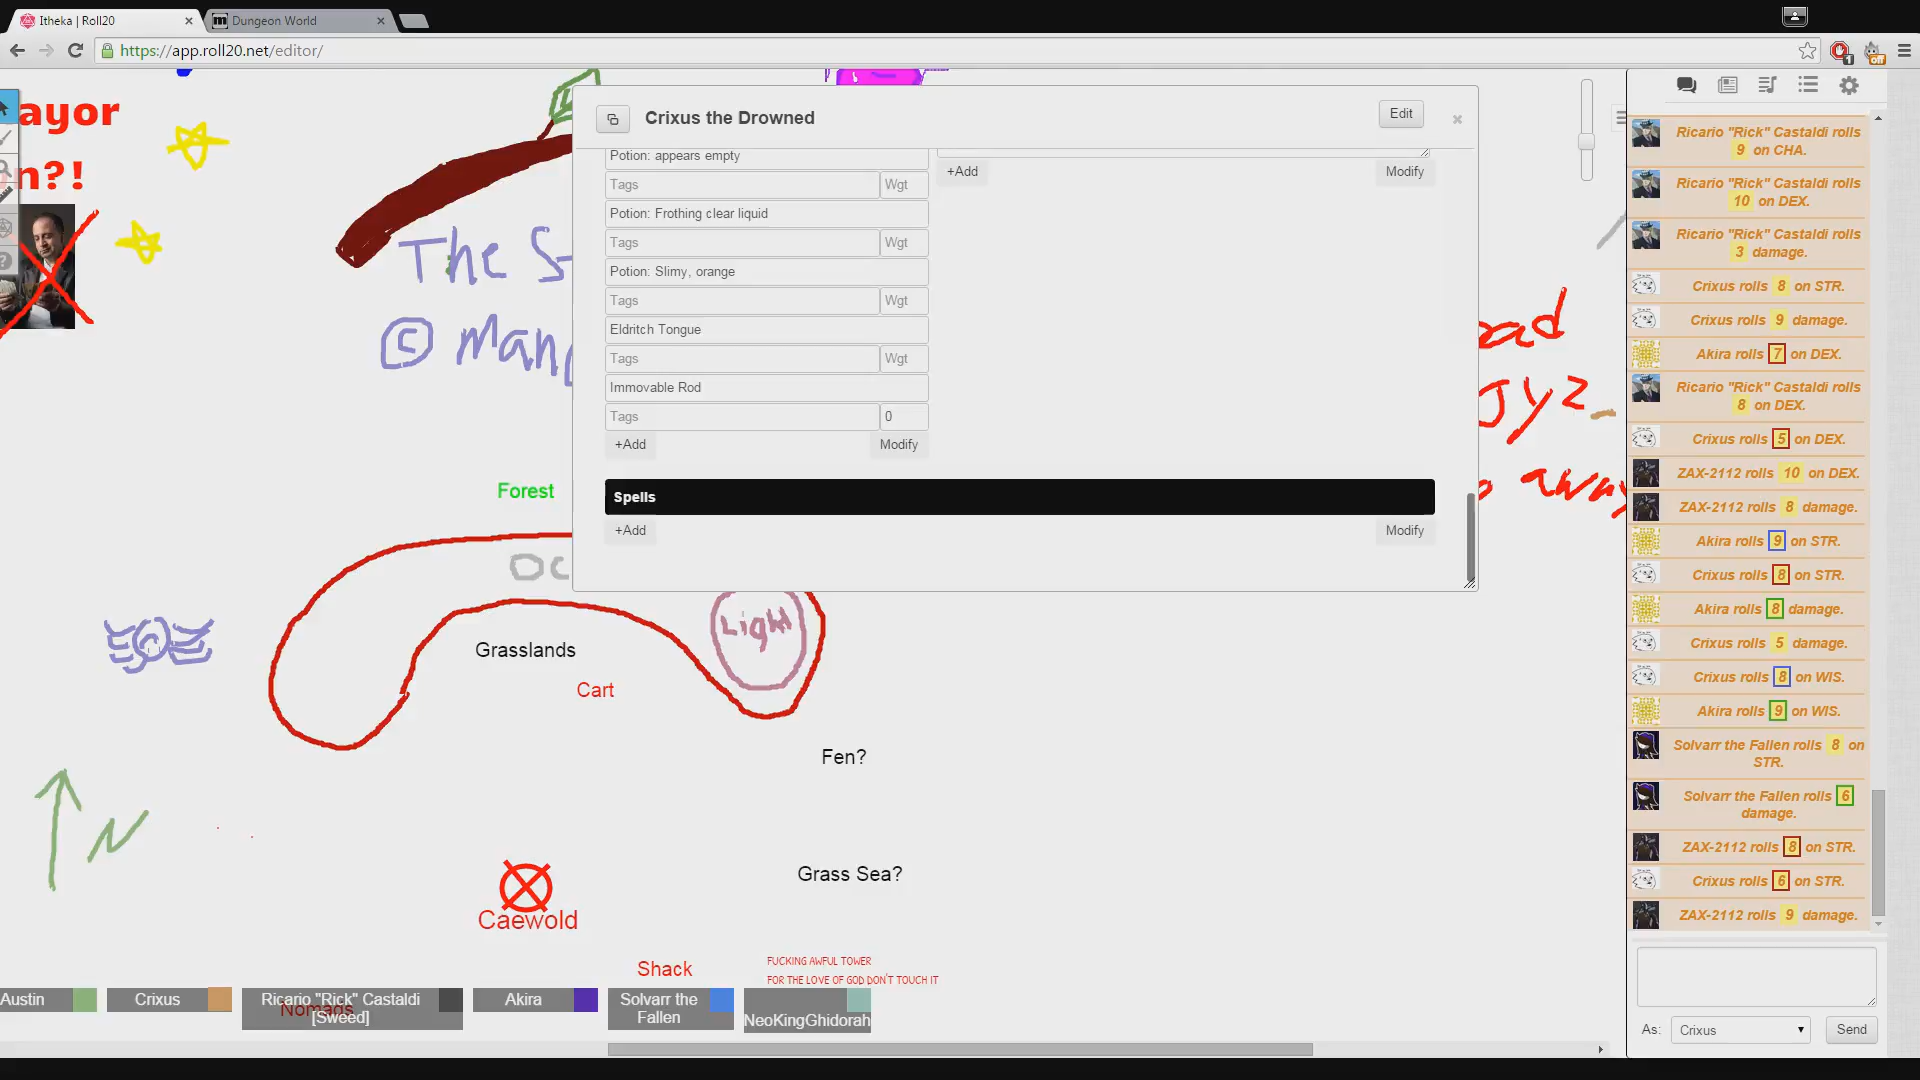 Itheka | Roll20
Dungeon World
https://app.roll20.net/editor/
ayor
n?!
The S
© man
Forest
Grasslands
Cart
Light
Fen?
Grass Sea?
N
Caewold
Shack
FUCKING AWFUL TOWER
FOR THE LOVE OF GOD DON'T TOUCH IT
Nomads
ad
away
Crixus the Drowned
Edit
Potion: appears empty
Tags Wgt
Potion: Frothing clear liquid
Tags Wgt
Potion: Slimy, orange
Tags Wgt
Eldritch Tongue
Tags Wgt
Immovable Rod
Tags 0
+Add Modify
+Add Modify
Spells
+Add Modify
Austin
Crixus
Ricario "Rick" Castaldi
[Sweed]
Akira
Solvarr the
Fallen
NeoKingGhidorah
Ricario "Rick" Castaldi rolls
9 on CHA.
Ricario "Rick" Castaldi rolls
10 on DEX.
Ricario "Rick" Castaldi rolls
3 damage.
Crixus rolls 8 on STR.
Crixus rolls 9 damage.
Akira rolls 7 on DEX.
Ricario "Rick" Castaldi rolls
8 on DEX.
Crixus rolls 5 on DEX.
ZAX-2112 rolls 10 on DEX.
ZAX-2112 rolls 8 damage.
Akira rolls 9 on STR.
Crixus rolls 8 on STR.
Akira rolls 8 damage.
Crixus rolls 5 damage.
Crixus rolls 8 on WIS.
Akira rolls 9 on WIS.
Solvarr the Fallen rolls 8 on
STR.
Solvarr the Fallen rolls 6
damage.
ZAX-2112 rolls 8 on STR.
Crixus rolls 6 on STR.
ZAX-2112 rolls 9 damage.
As: Crixus Send